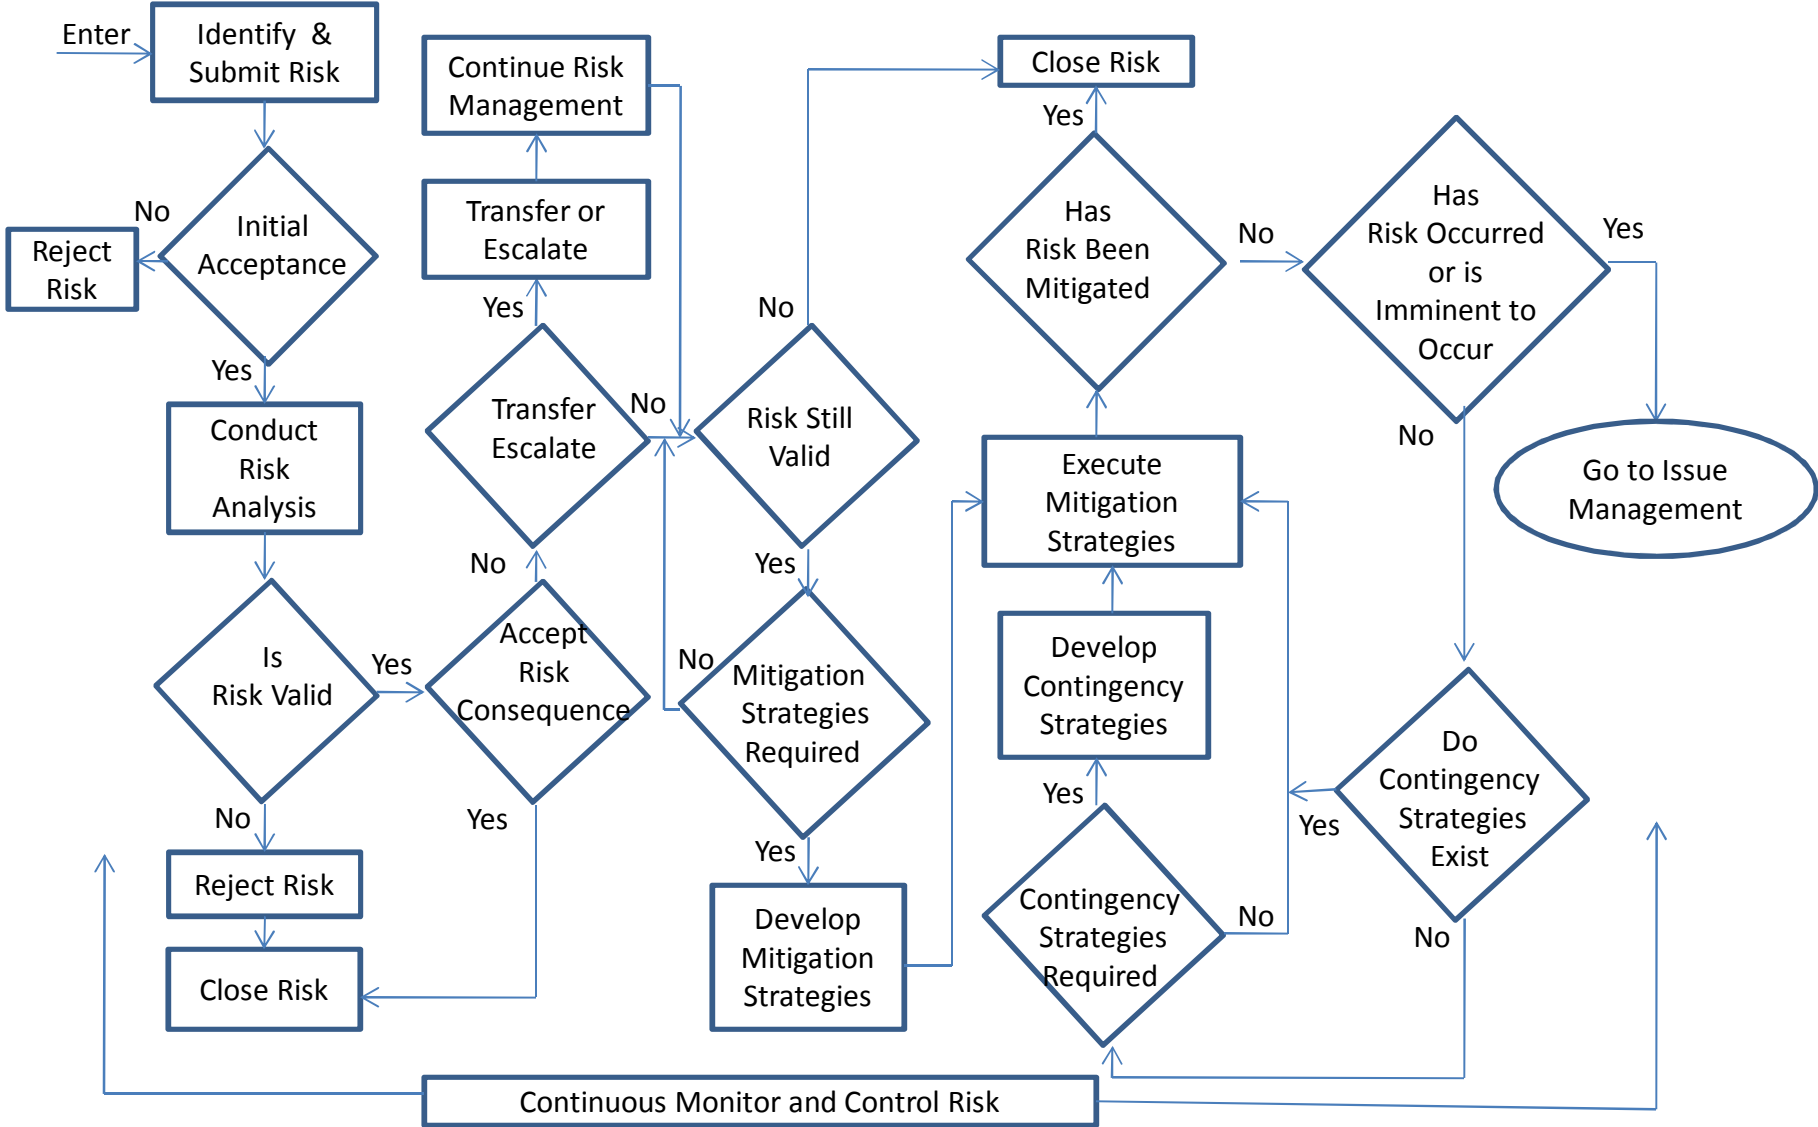 Enter
Identify &
Submit Risk
No
Initial
Acceptance
Reject
Risk
Yes
Conduct
Risk
Analysis
Is
Risk Valid
Yes
No
Reject Risk
Close Risk
Continue Risk
Management
Transfer or
Escalate
Yes
Transfer
Escalate
No
No
Accept
Risk
Consequence
Yes
No
Risk Still
Valid
Yes
No
Mitigation
Strategies
Required
Yes
Develop
Mitigation
Strategies
Close Risk
Yes
Has
Risk Been
Mitigated
No
Execute
Mitigation
Strategies
Develop
Contingency
Strategies
Yes
Contingency
Strategies
Required
No
Has
Risk Occurred
or is
Imminent to
Occur
Yes
No
Go to Issue
Management
Do
Contingency
Strategies
Exist
Yes
No
Continuous Monitor and Control Risk